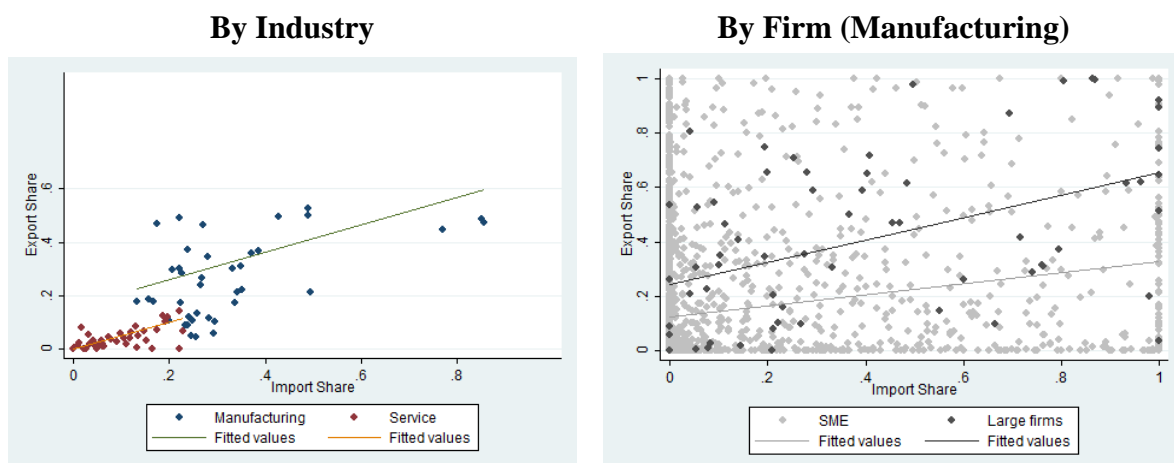 By Industry
Export Share
.6
.4
.2
0
0
.2
.4
.6
.8
Import Share
Manufacturing
Service
Fitted values
Fitted values
By Firm (Manufacturing)
Export Share
1
.8
.6
.4
.2
0
0
.2
.4
.6
.8
1
Import Share
SME
Large firms
Fitted values
Fitted values